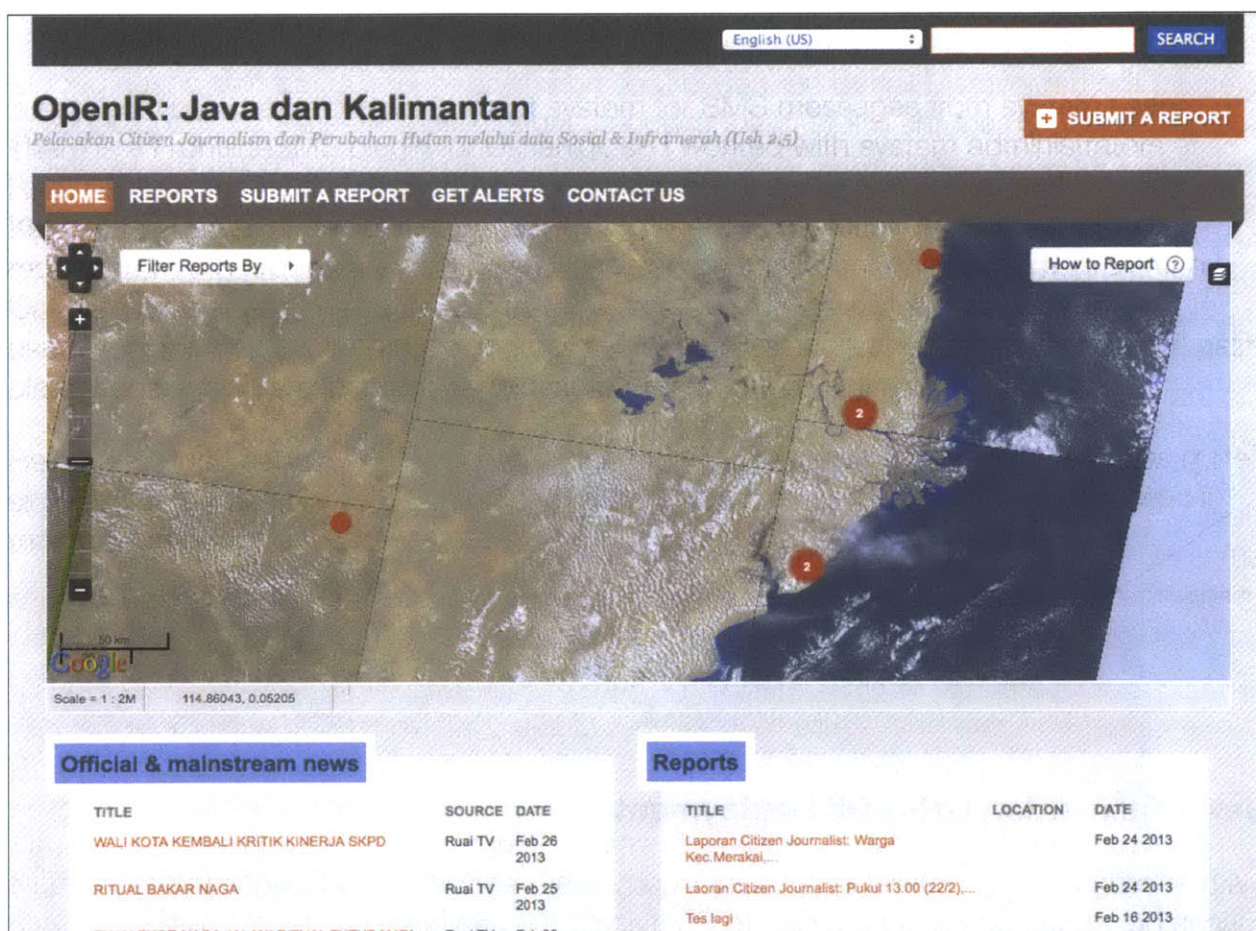 English (US)
SEARCH
OpenIR: Java dan Kalimantan
Pelacakan Citizen Journalism dan Perubahan Hutan melalui data Sosial & Inframerah (Ush 2.5)
SUBMIT A REPORT
HOME REPORTS SUBMIT A REPORT GET ALERTS CONTACT US
Filter Reports By
How to Report ?
2
2
50 km
Google
Scale = 1 : 2M 114.86043, 0.05205
Official & mainstream news
TITLE SOURCE DATE
WALI KOTA KEMBALI KRITIK KINERJA SKPD Ruai TV Feb 26
2013
RITUAL BAKAR NAGA Ruai TV Feb 25
2013
Reports
TITLE LOCATION DATE
Laporan Citizen Journalist: Warga Feb 24 2013
Kec.Merakai,...
Laoran Citizen Journalist: Pukul 13.00 (22/2),... Feb 24 2013
Tes lagi Feb 16 2013